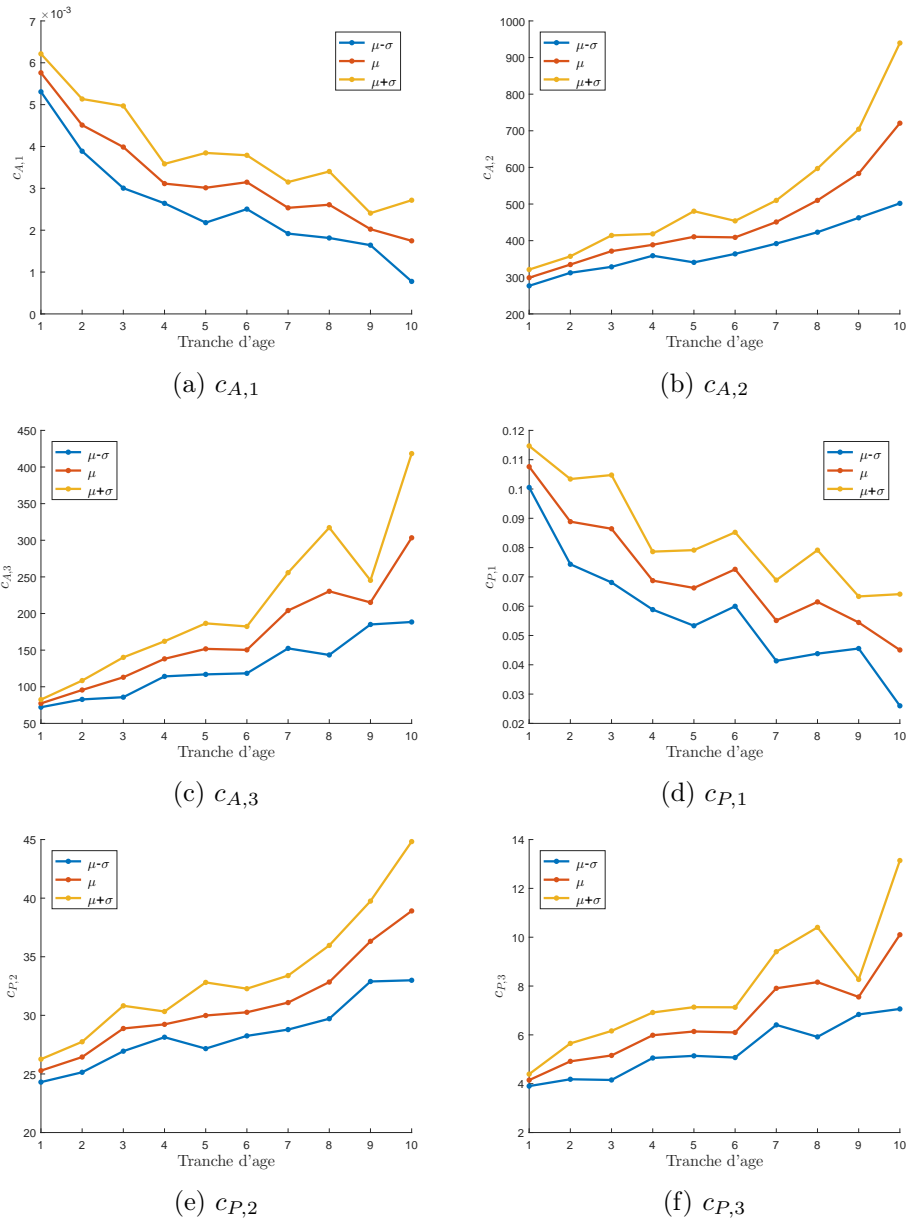 ×10⁻³
7
6
5
4
3
2
1
0
c_{A,1}
μ-σ
μ
μ+σ
1 2 3 4 5 6 7 8 9 10
Tranche d'age
(a) c_{A,1}
1000
900
800
700
600
500
400
300
200
c_{A,2}
μ-σ
μ
μ+σ
1 2 3 4 5 6 7 8 9 10
Tranche d'age
(b) c_{A,2}
450
400
350
300
250
200
150
100
50
c_{A,3}
μ-σ
μ
μ+σ
1 2 3 4 5 6 7 8 9 10
Tranche d'age
(c) c_{A,3}
0.12
0.11
0.1
0.09
0.08
0.07
0.06
0.05
0.04
0.03
0.02
c_{P,1}
μ-σ
μ
μ+σ
1 2 3 4 5 6 7 8 9 10
Tranche d'age
(d) c_{P,1}
45
40
35
30
25
20
c_{P,2}
μ-σ
μ
μ+σ
1 2 3 4 5 6 7 8 9 10
Tranche d'age
(e) c_{P,2}
14
12
10
8
6
4
2
c_{P,3}
μ-σ
μ
μ+σ
1 2 3 4 5 6 7 8 9 10
Tranche d'age
(f) c_{P,3}